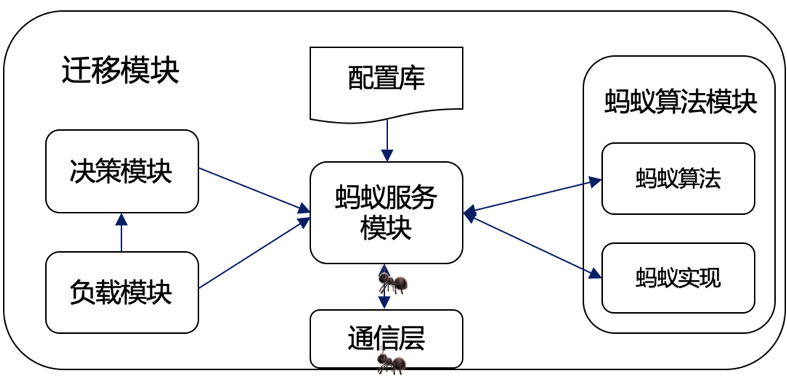 迁移模块
配置库
蚂蚁算法模块
决策模块
蚂蚁服务
模块
蚂蚁算法
负载模块
蚂蚁实现
通信层